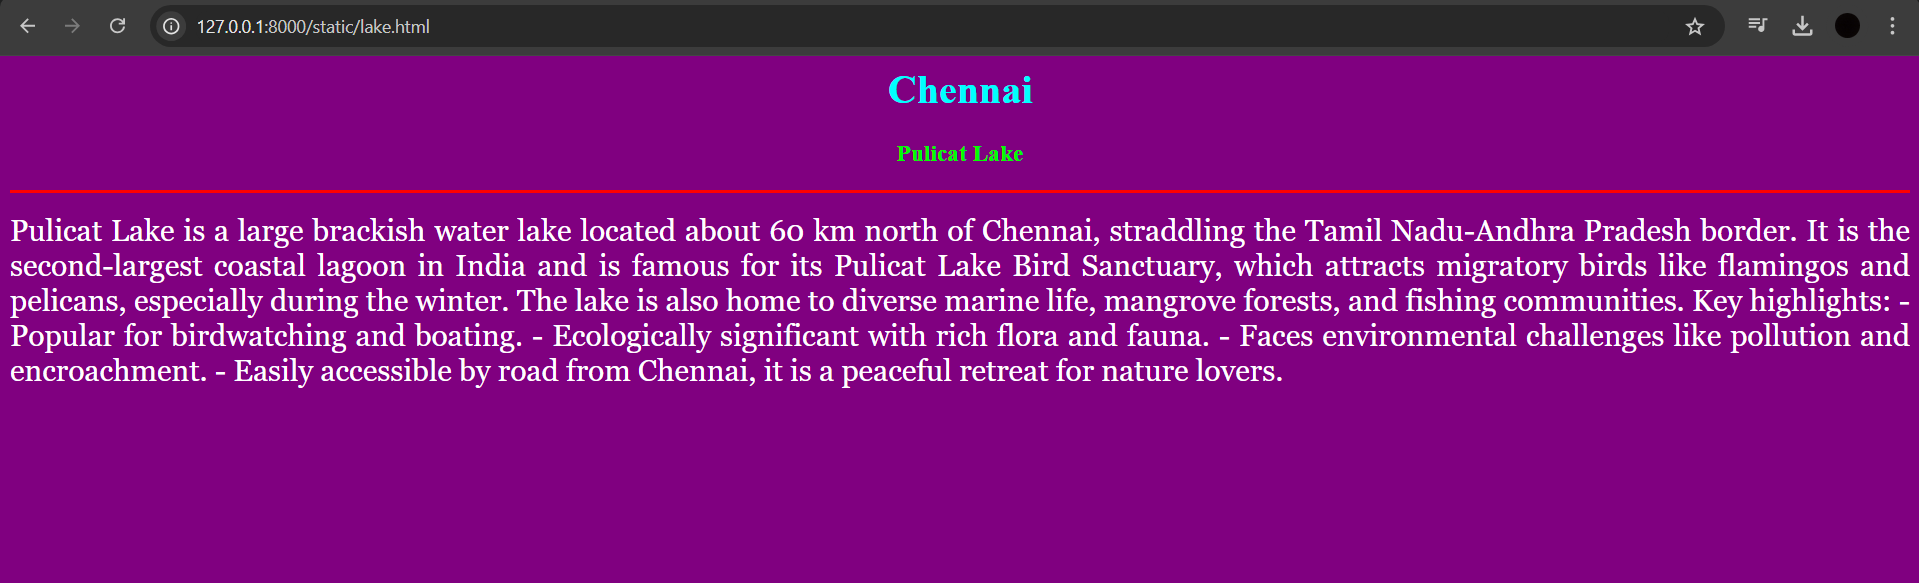 127.0.0.1:8000/static/lake.html
Chennai
Pulicat Lake
Pulicat Lake is a large brackish water lake located about 60 km north of Chennai, straddling the Tamil Nadu-Andhra Pradesh border. It is the
second-largest coastal lagoon in India and is famous for its Pulicat Lake Bird Sanctuary, which attracts migratory birds like flamingos and
pelicans, especially during the winter. The lake is also home to diverse marine life, mangrove forests, and fishing communities. Key highlights: -
Popular for birdwatching and boating. - Ecologically significant with rich flora and fauna. - Faces environmental challenges like pollution and
encroachment. - Easily accessible by road from Chennai, it is a peaceful retreat for nature lovers.